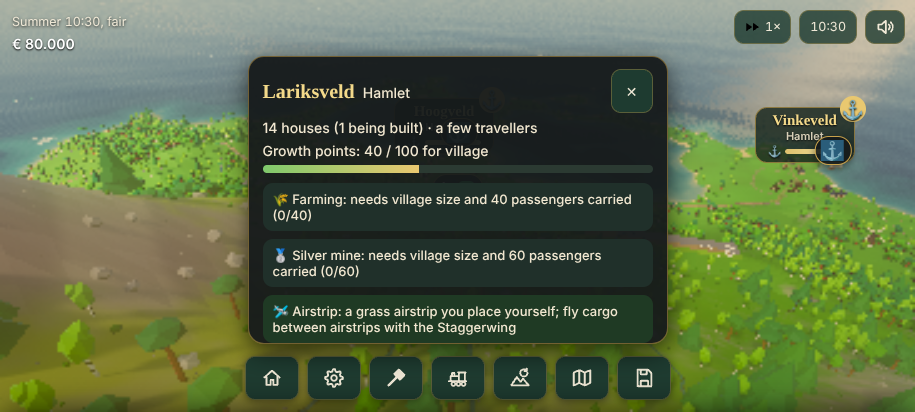 Summer 10:30, fair
€ 80.000
1×
10:30
Lariksveld Hamlet
×
14 houses (1 being built) · a few travellers
Growth points: 40 / 100 for village
Farming: needs village size and 40 passengers carried
(0/40)
Silver mine: needs village size and 60 passengers
carried (0/60)
Airstrip: a grass airstrip you place yourself; fly cargo
between airstrips with the Staggerwing
Hoogveld
Vinkeveld
Hamlet